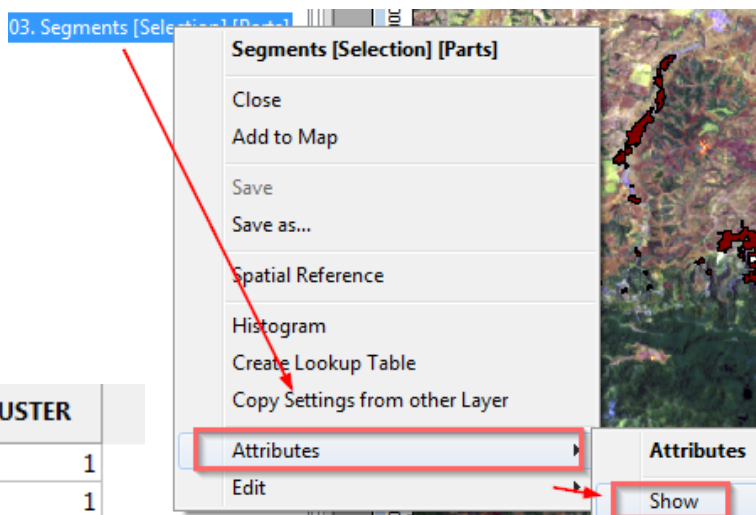 03. Segments [Selection] [Parts]
Segments [Selection] [Parts]
Close
Add to Map
Save
Save as...
Spatial Reference
Histogram
Create Lookup Table
Copy Settings from other Layer
Attributes
Edit
Attributes
Show
USTER
1
1